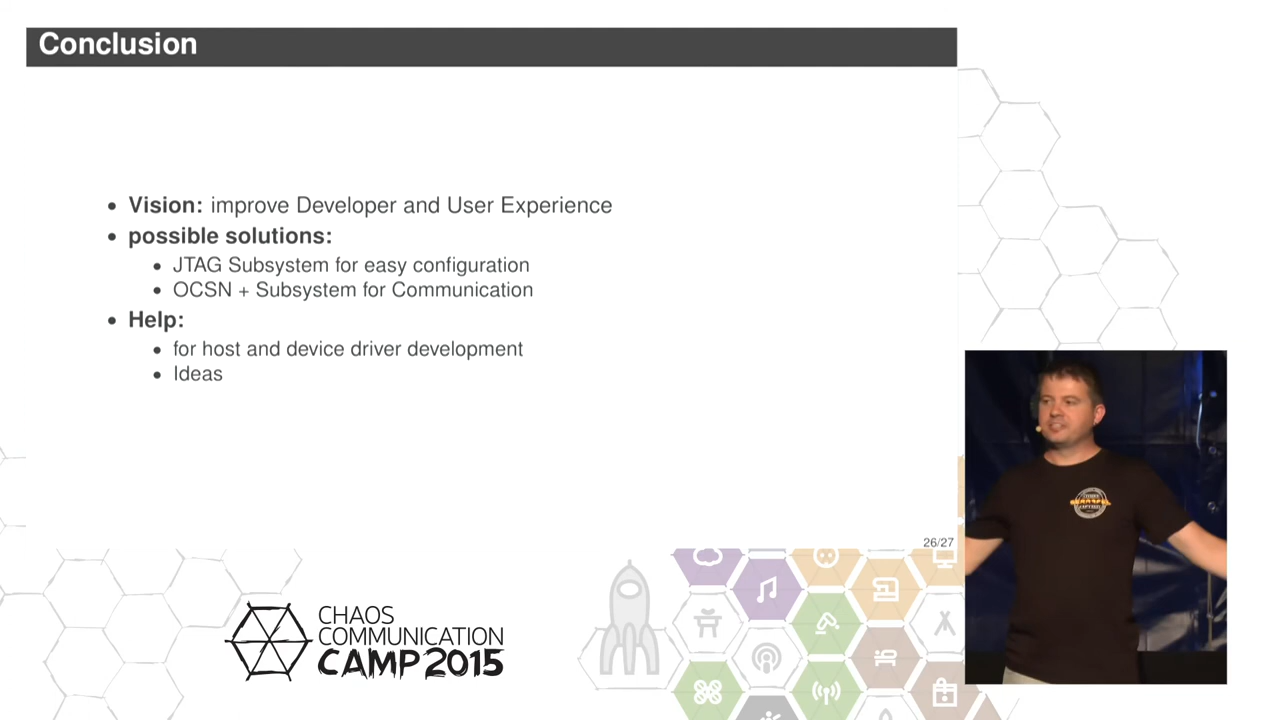 Conclusion
• Vision: improve Developer and User Experience
• possible solutions:
• JTAG Subsystem for easy configuration
• OCSN + Subsystem for Communication
• Help:
• for host and device driver development
• Ideas
26/27
CHAOS
COMMUNICATION
CAMP 2015